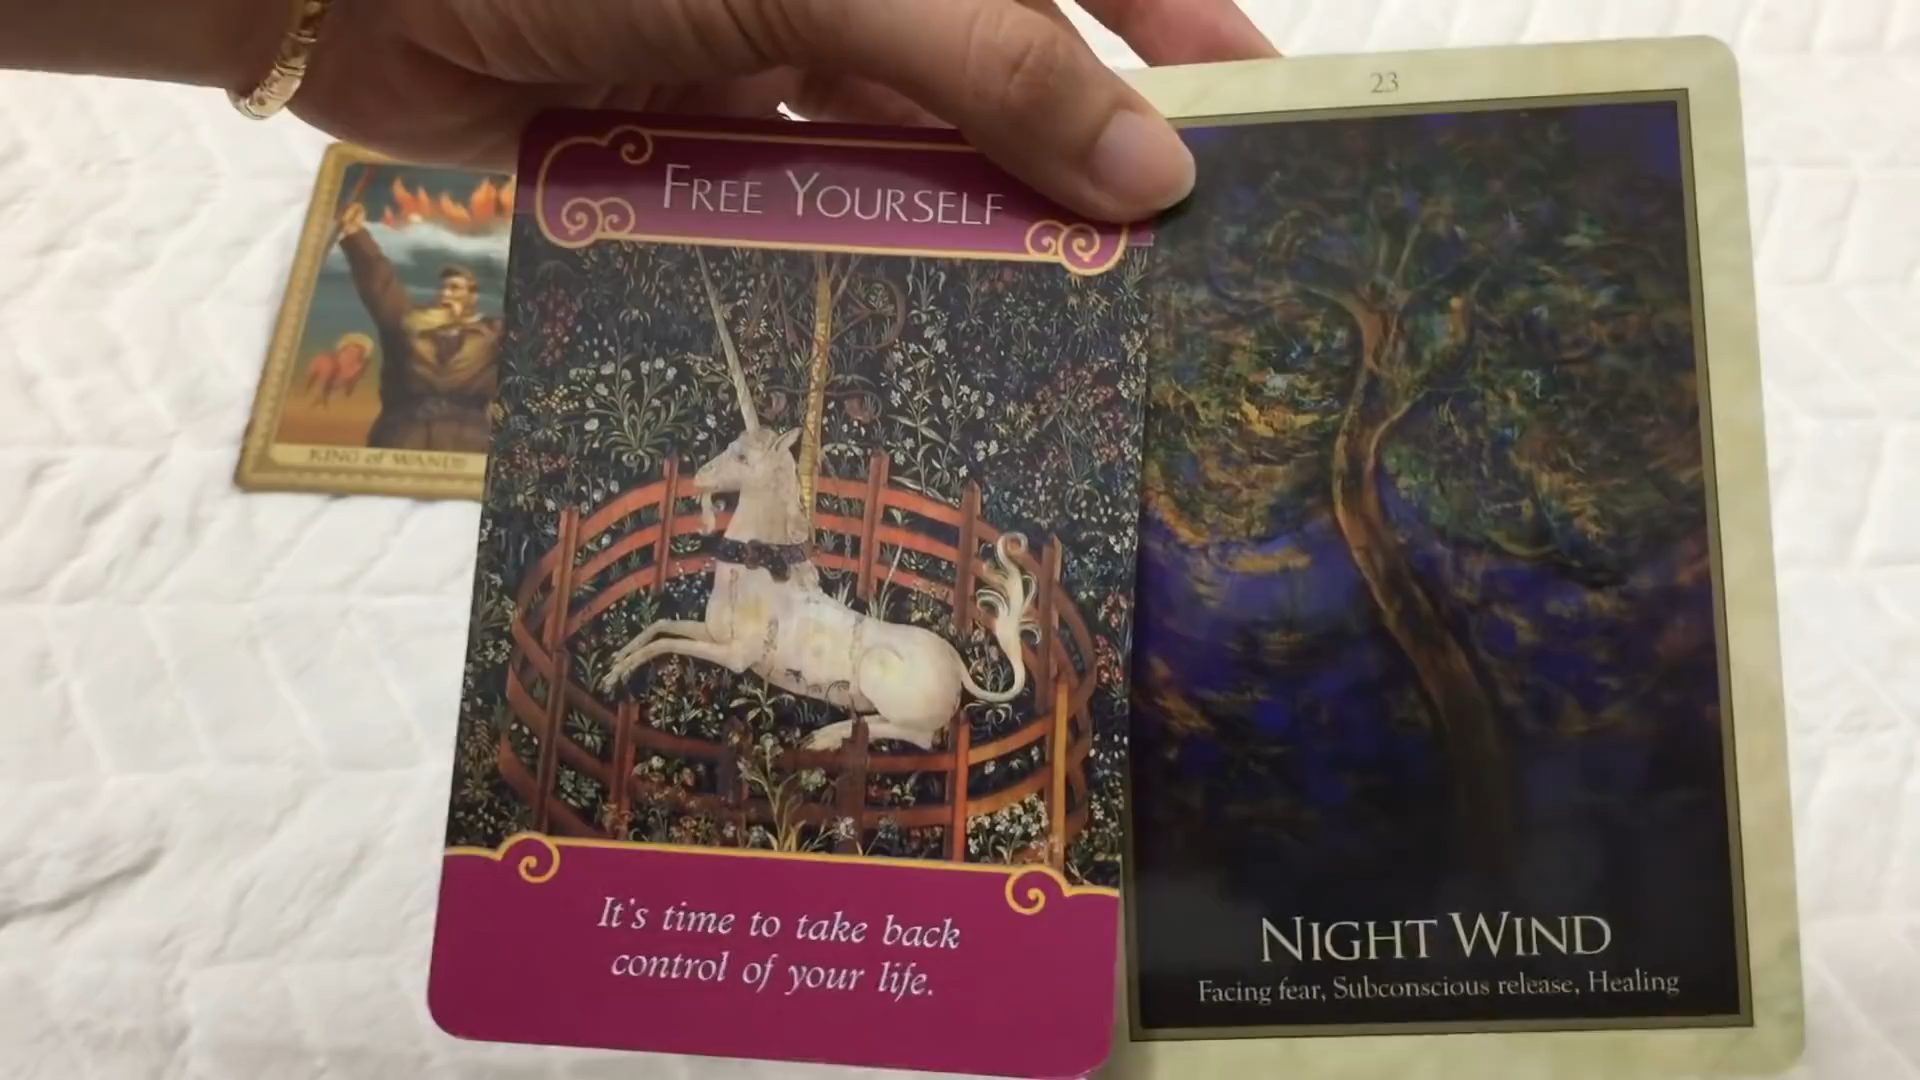 FREE YOURSELF
It's time to take back
control of your life.
23
NIGHT WIND
Facing fear, Subconscious release, Healing
KING of WANDS